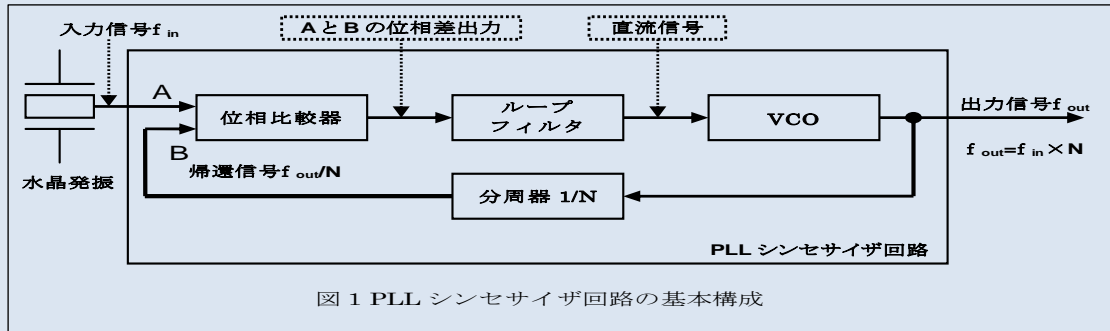 入力信号f in
AとBの位相差出力
直流信号
A
位相比較器
ループ
フィルタ
VCO
出力信号f out
f out=f in×N
B
帰還信号f out/N
水晶発振
分周器 1/N
PLL シンセサイザ回路
図 1 PLL シンセサイザ回路の基本構成